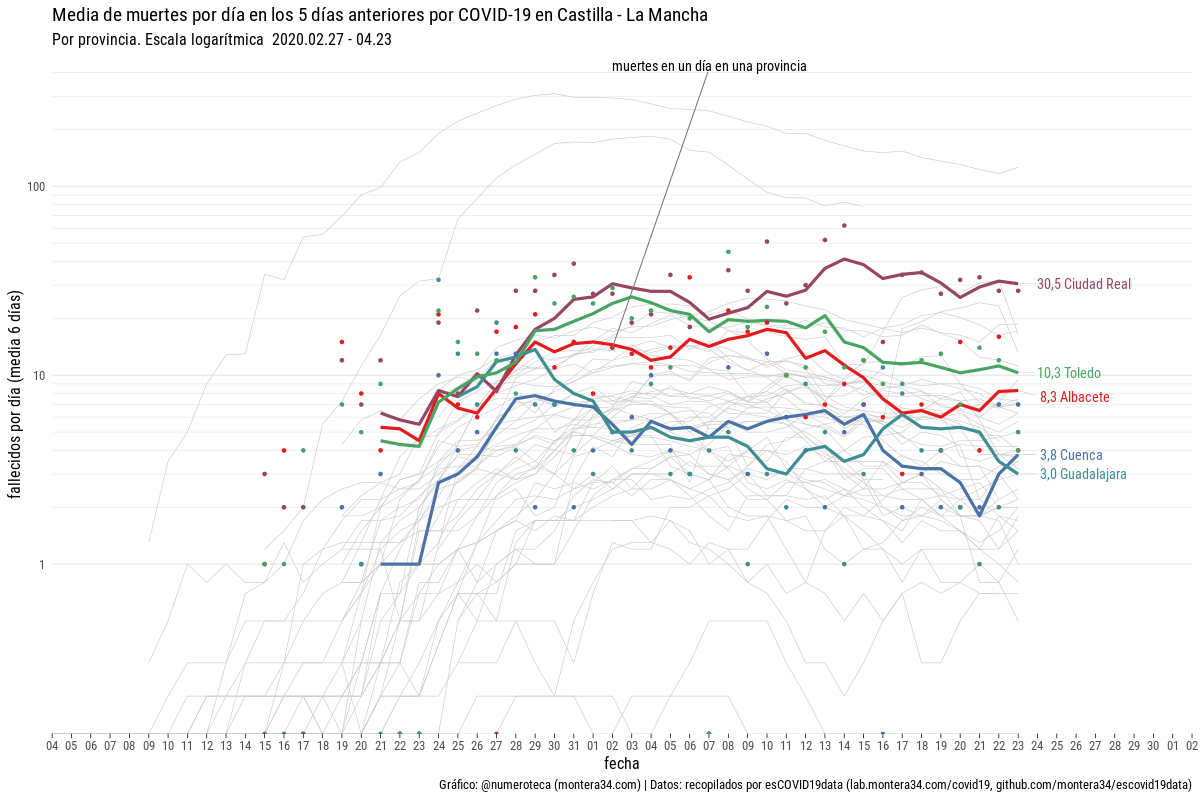 Media de muertes por día en los 5 días anteriores por COVID-19 en Castilla - La Mancha
Por provincia. Escala logarítmica 2020.02.27 - 04.23
muertes en un día en una provincia
100
10
1
fallecidos por día (media 6 días)
30,5 Ciudad Real
10,3 Toledo
8,3 Albacete
3,8 Cuenca
3,0 Guadalajara
04 05 06 07 08 09 10 11 12 13 14 15 16 17 18 19 20 21 22 23 24 25 26 27 28 29 30 31 01 02 03 04 05 06 07 08 09 10 11 12 13 14 15 16 17 18 19 20 21 22 23 24 25 26 27 28 29 30 01 02
fecha
Gráfico: @numeroteca (montera34.com) | Datos: recopilados por esCOVID19data (lab.montera34.com/covid19, github.com/montera34/escovid19data)